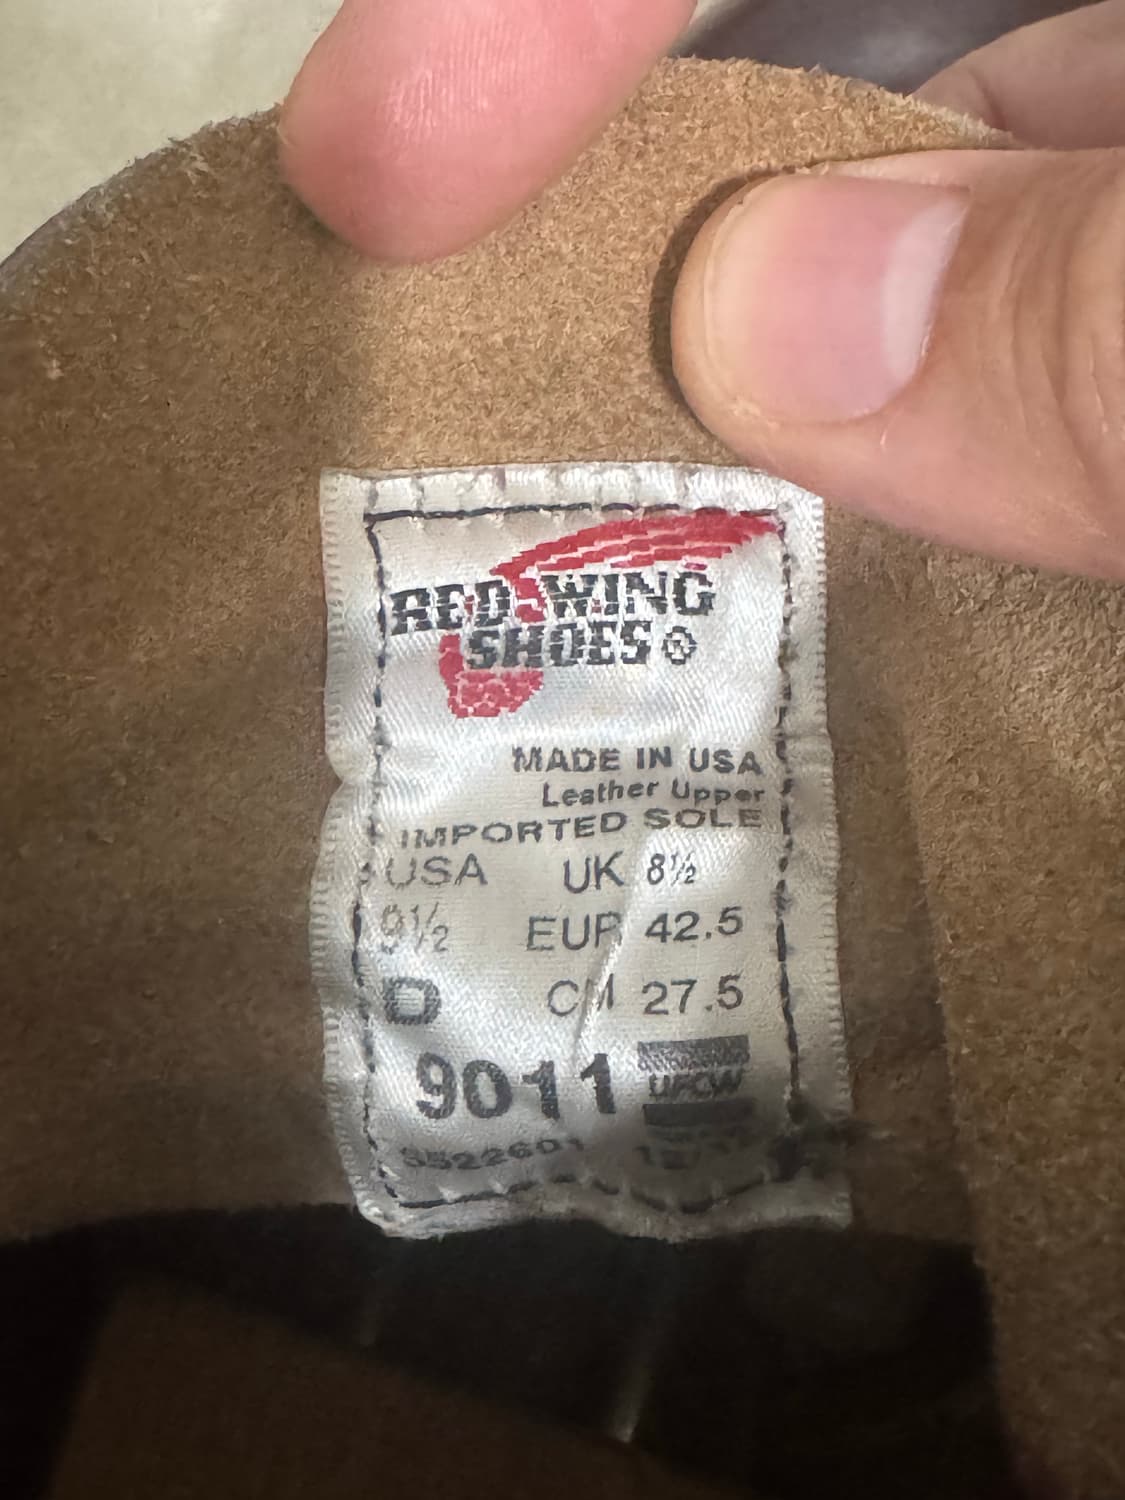 RED WING
SHOES®
MADE IN USA
Leather Upper
IMPORTED SOLE
USA UK 8½
9½ EUR 42.5
D CM 27.5
9011 UFCW